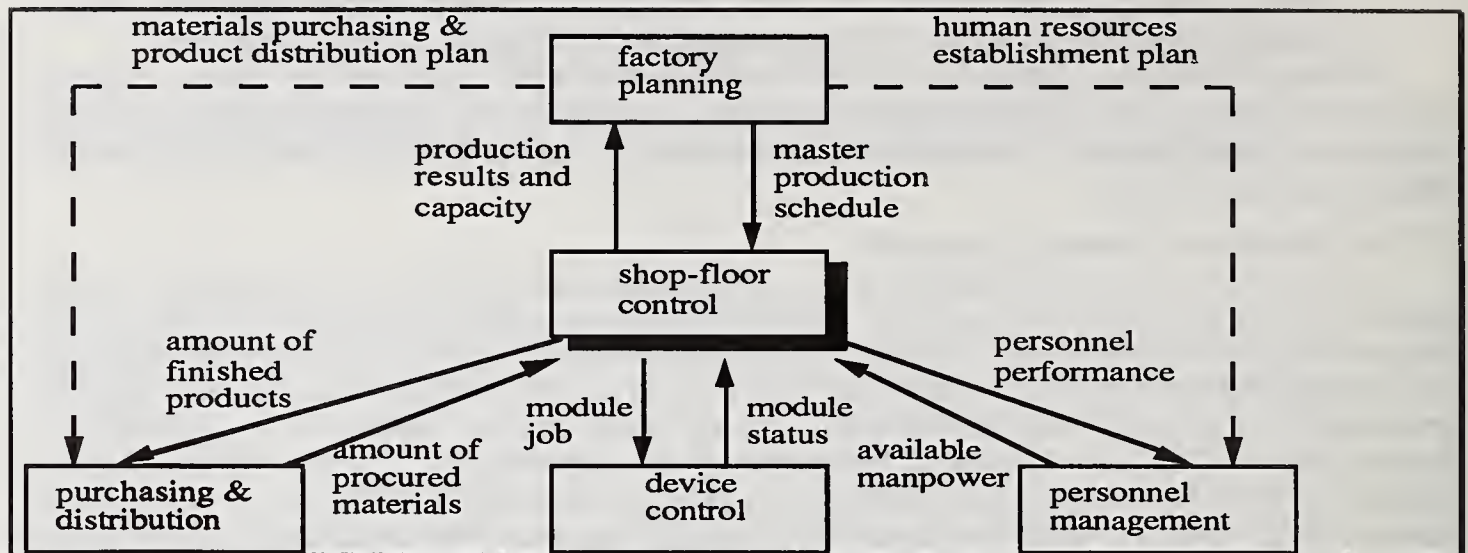 materials purchasing &
product distribution plan
factory
planning
human resources
establishment plan
production
results and
capacity
master
production
schedule
shop-floor
control
amount of
finished
products
personnel
performance
module
job
module
status
amount of
procured
materials
available
manpower
purchasing &
distribution
device
control
personnel
management